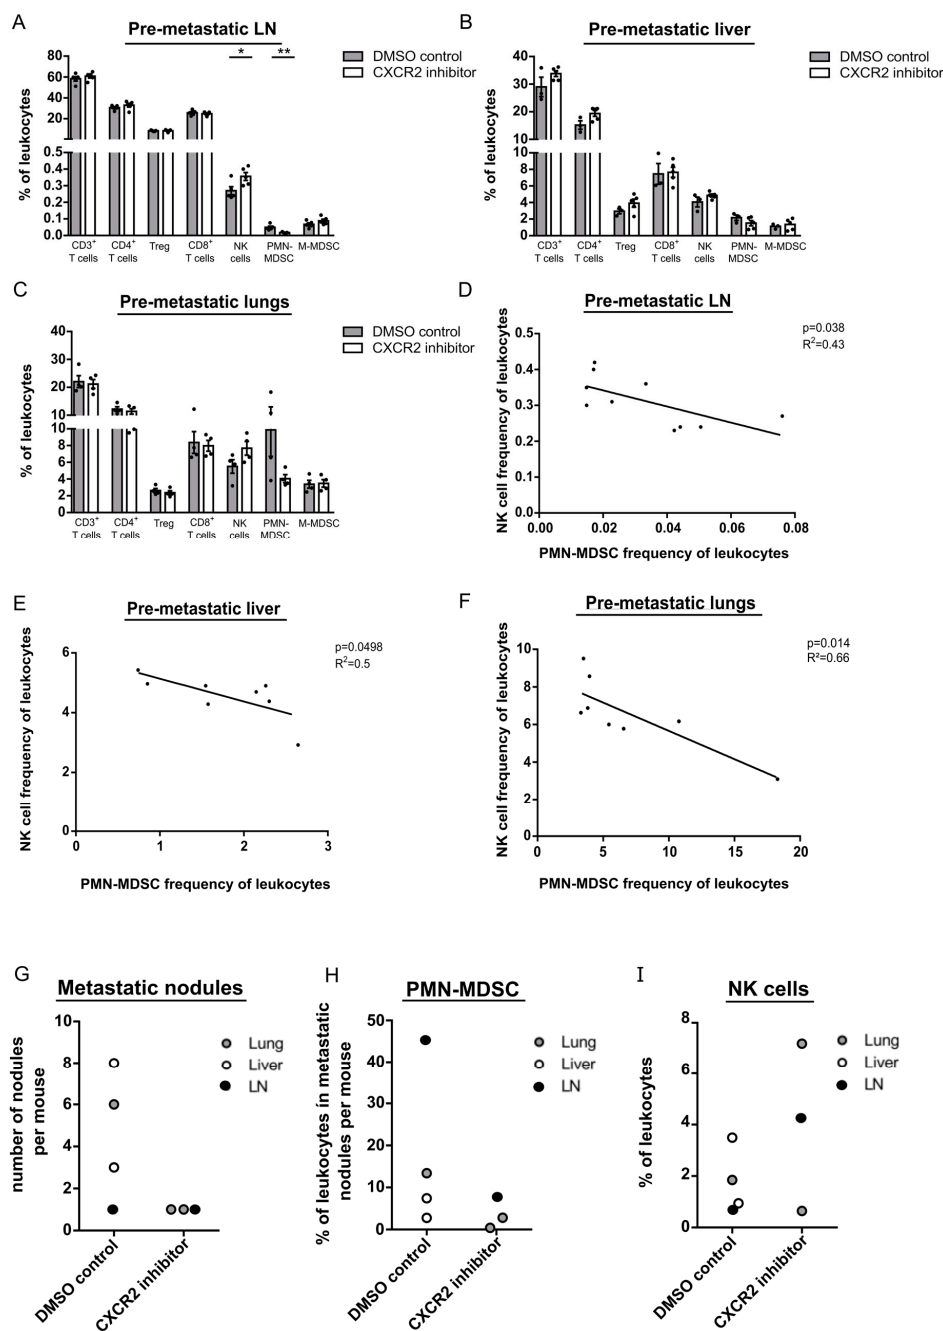 A
Pre-metastatic LN
DMSO control
CXCR2 inhibitor
* **
% of leukocytes
80
60
40
20
0.5
0.4
0.3
0.2
0.1
0.0
CD3+ T cells
CD4+ T cells
Treg
CD8+ T cells
NK cells
PMN-MDSC
M-MDSC
B
Pre-metastatic liver
DMSO control
CXCR2 inhibitor
% of leukocytes
40
30
20
10
10
8
6
4
2
0
CD3+ T cells
CD4+ T cells
Treg
CD8+ T cells
NK cells
PMN-MDSC
M-MDSC
C
Pre-metastatic lungs
DMSO control
CXCR2 inhibitor
% of leukocytes
40
30
20
10
10
8
6
4
2
0
CD3+ T cells
CD4+ T cells
Treg
CD8+ T cells
NK cells
PMN-MDSC
M-MDSC
D
Pre-metastatic LN
p=0.038
R2=0.43
NK cell frequency of leukocytes
0.5
0.4
0.3
0.2
0.1
0.0
0.00 0.02 0.04 0.06 0.08
PMN-MDSC frequency of leukocytes
E
Pre-metastatic liver
p=0.0498
R2=0.5
NK cell frequency of leukocytes
6
4
2
0
0 1 2 3
PMN-MDSC frequency of leukocytes
F
Pre-metastatic lungs
p=0.014
R²=0.66
NK cell frequency of leukocytes
10
8
6
4
2
0
0 5 10 15 20
PMN-MDSC frequency of leukocytes
G
Metastatic nodules
Lung
Liver
LN
number of nodules
per mouse
10
8
6
4
2
0
DMSO control
CXCR2 inhibitor
H
PMN-MDSC
Lung
Liver
LN
% of leukocytes in metastatic
nodules per mouse
50
40
30
20
10
0
DMSO control
CXCR2 inhibitor
I
NK cells
Lung
Liver
LN
% of leukocytes
8
6
4
2
0
DMSO control
CXCR2 inhibitor